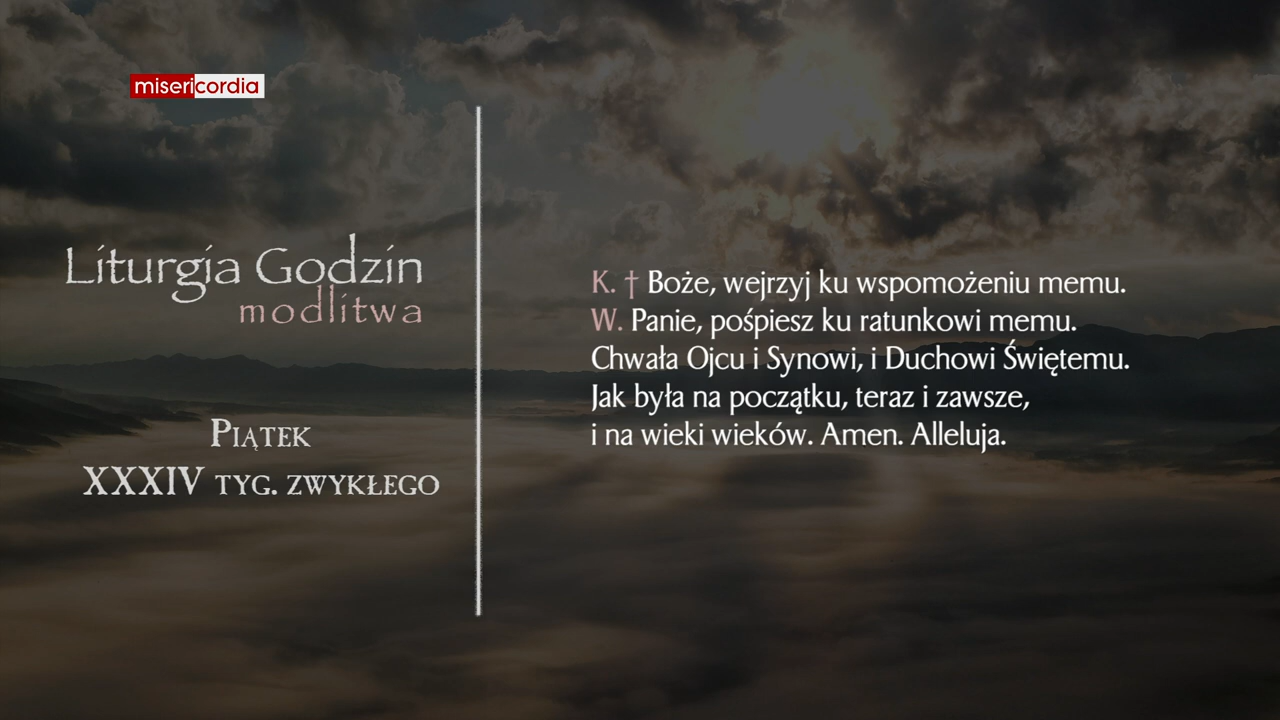 misericordia
Liturgia Godzin
modlitwa
Piątek
XXXIV tyg. zwykłego
K. † Boże, wejrzyj ku wspomożeniu memu.
W. Panie, pośpiesz ku ratunkowi memu.
Chwała Ojcu i Synowi, i Duchowi Świętemu.
Jak była na początku, teraz i zawsze,
i na wieki wieków. Amen. Alleluja.